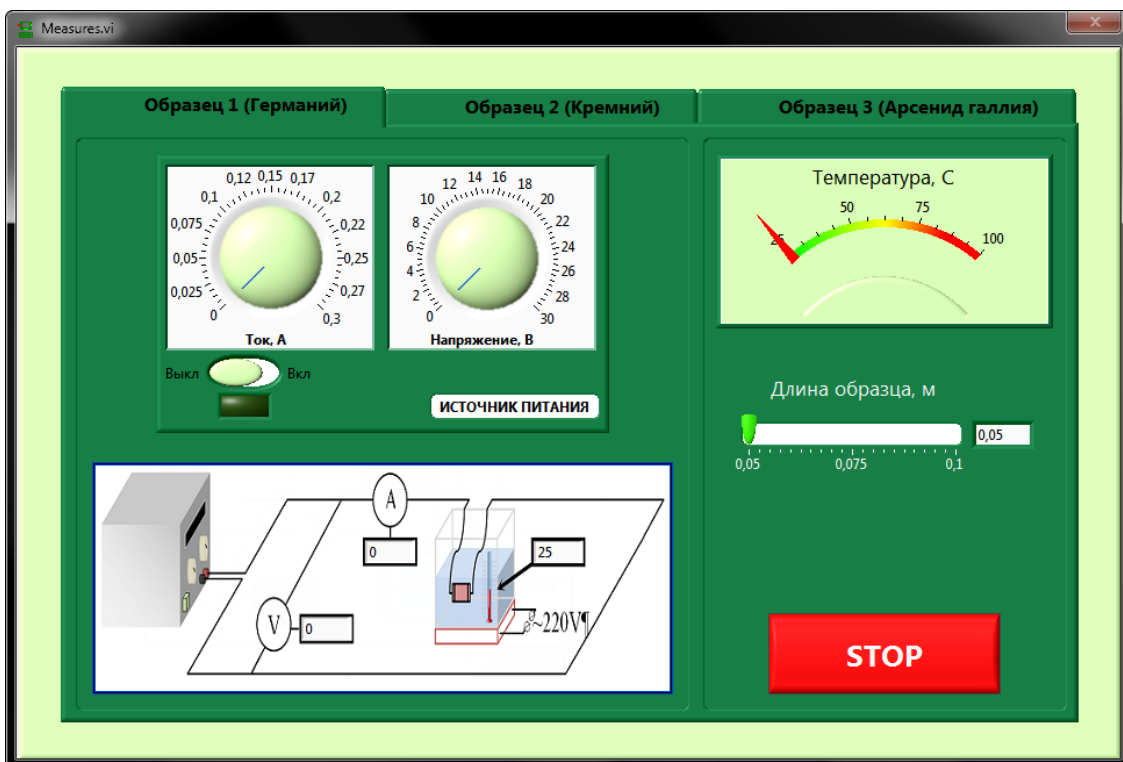 Measures.vi
Образец 1 (Германий)
Образец 2 (Кремний)
Образец 3 (Арсенид галлия)
0
0,025
0,05
0,075
0,1
0,12
0,15
0,17
0,2
0,22
0,25
0,27
0,3
Ток, А
0
2
4
6
8
10
12
14
16
18
20
22
24
26
28
30
Напряжение, В
Выкл
Вкл
ИСТОЧНИК ПИТАНИЯ
Температура, С
25
50
75
100
Длина образца, м
0,05
0,05
0,075
0,1
A
0
25
V
0
~220V¶
STOP